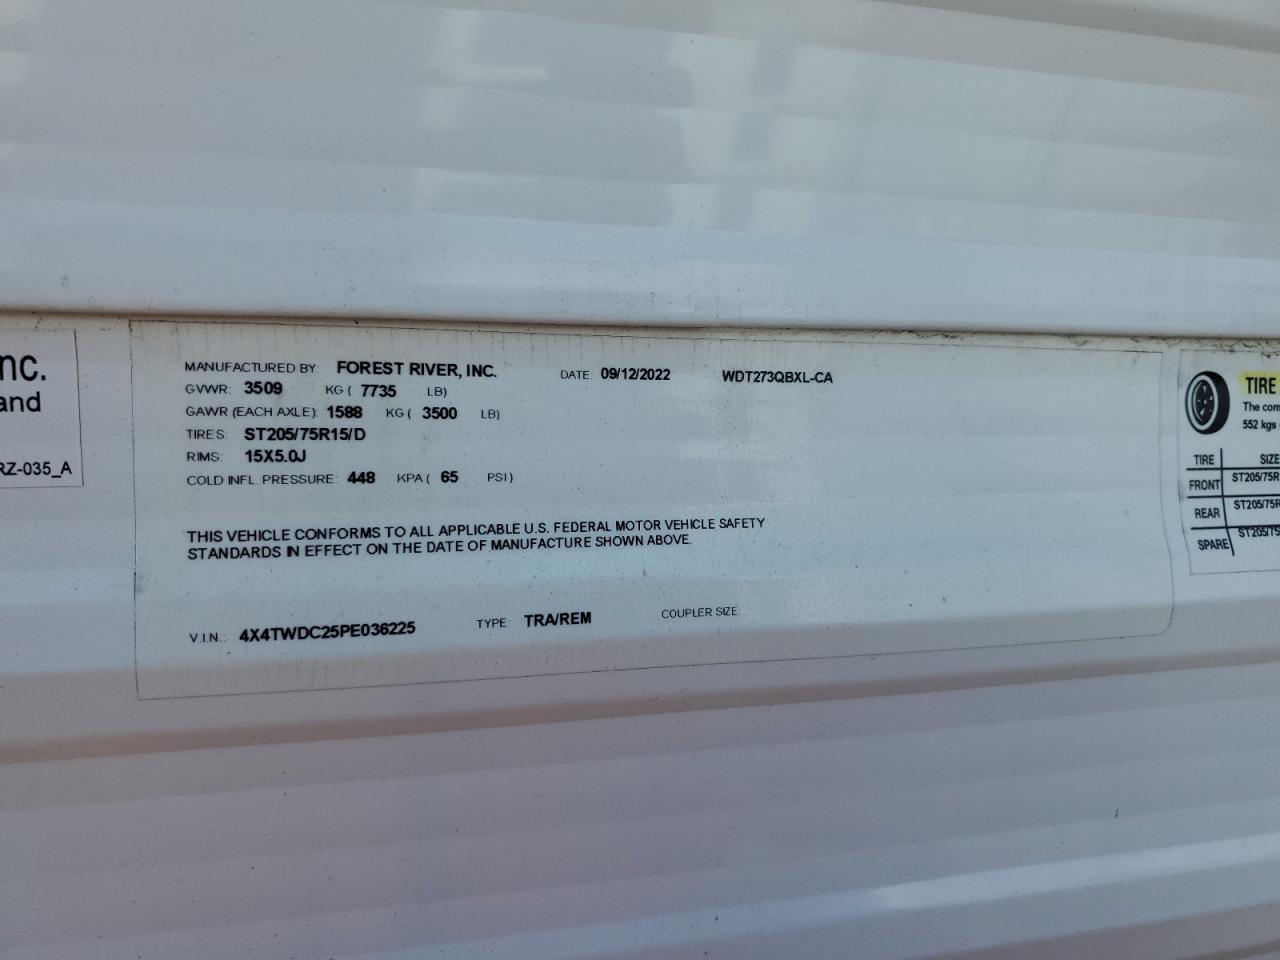 nc.
and
RZ-035_A
MANUFACTURED BY: FOREST RIVER, INC. DATE: 09/12/2022 WDT273QBXL-CA
GVWR: 3509 KG ( 7735 LB)
GAWR (EACH AXLE): 1588 KG ( 3500 LB)
TIRES: ST205/75R15/D
RIMS: 15X5.0J
COLD INFL. PRESSURE: 448 KPA ( 65 PSI)
THIS VEHICLE CONFORMS TO ALL APPLICABLE U.S. FEDERAL MOTOR VEHICLE SAFETY
STANDARDS IN EFFECT ON THE DATE OF MANUFACTURE SHOWN ABOVE.
V.I.N.: 4X4TWDC25PE036225 TYPE: TRA/REM COUPLER SIZE:
TIRE
The com
552 kgs
TIRE SIZE
FRONT ST205/75R
REAR ST205/75R
SPARE ST205/75